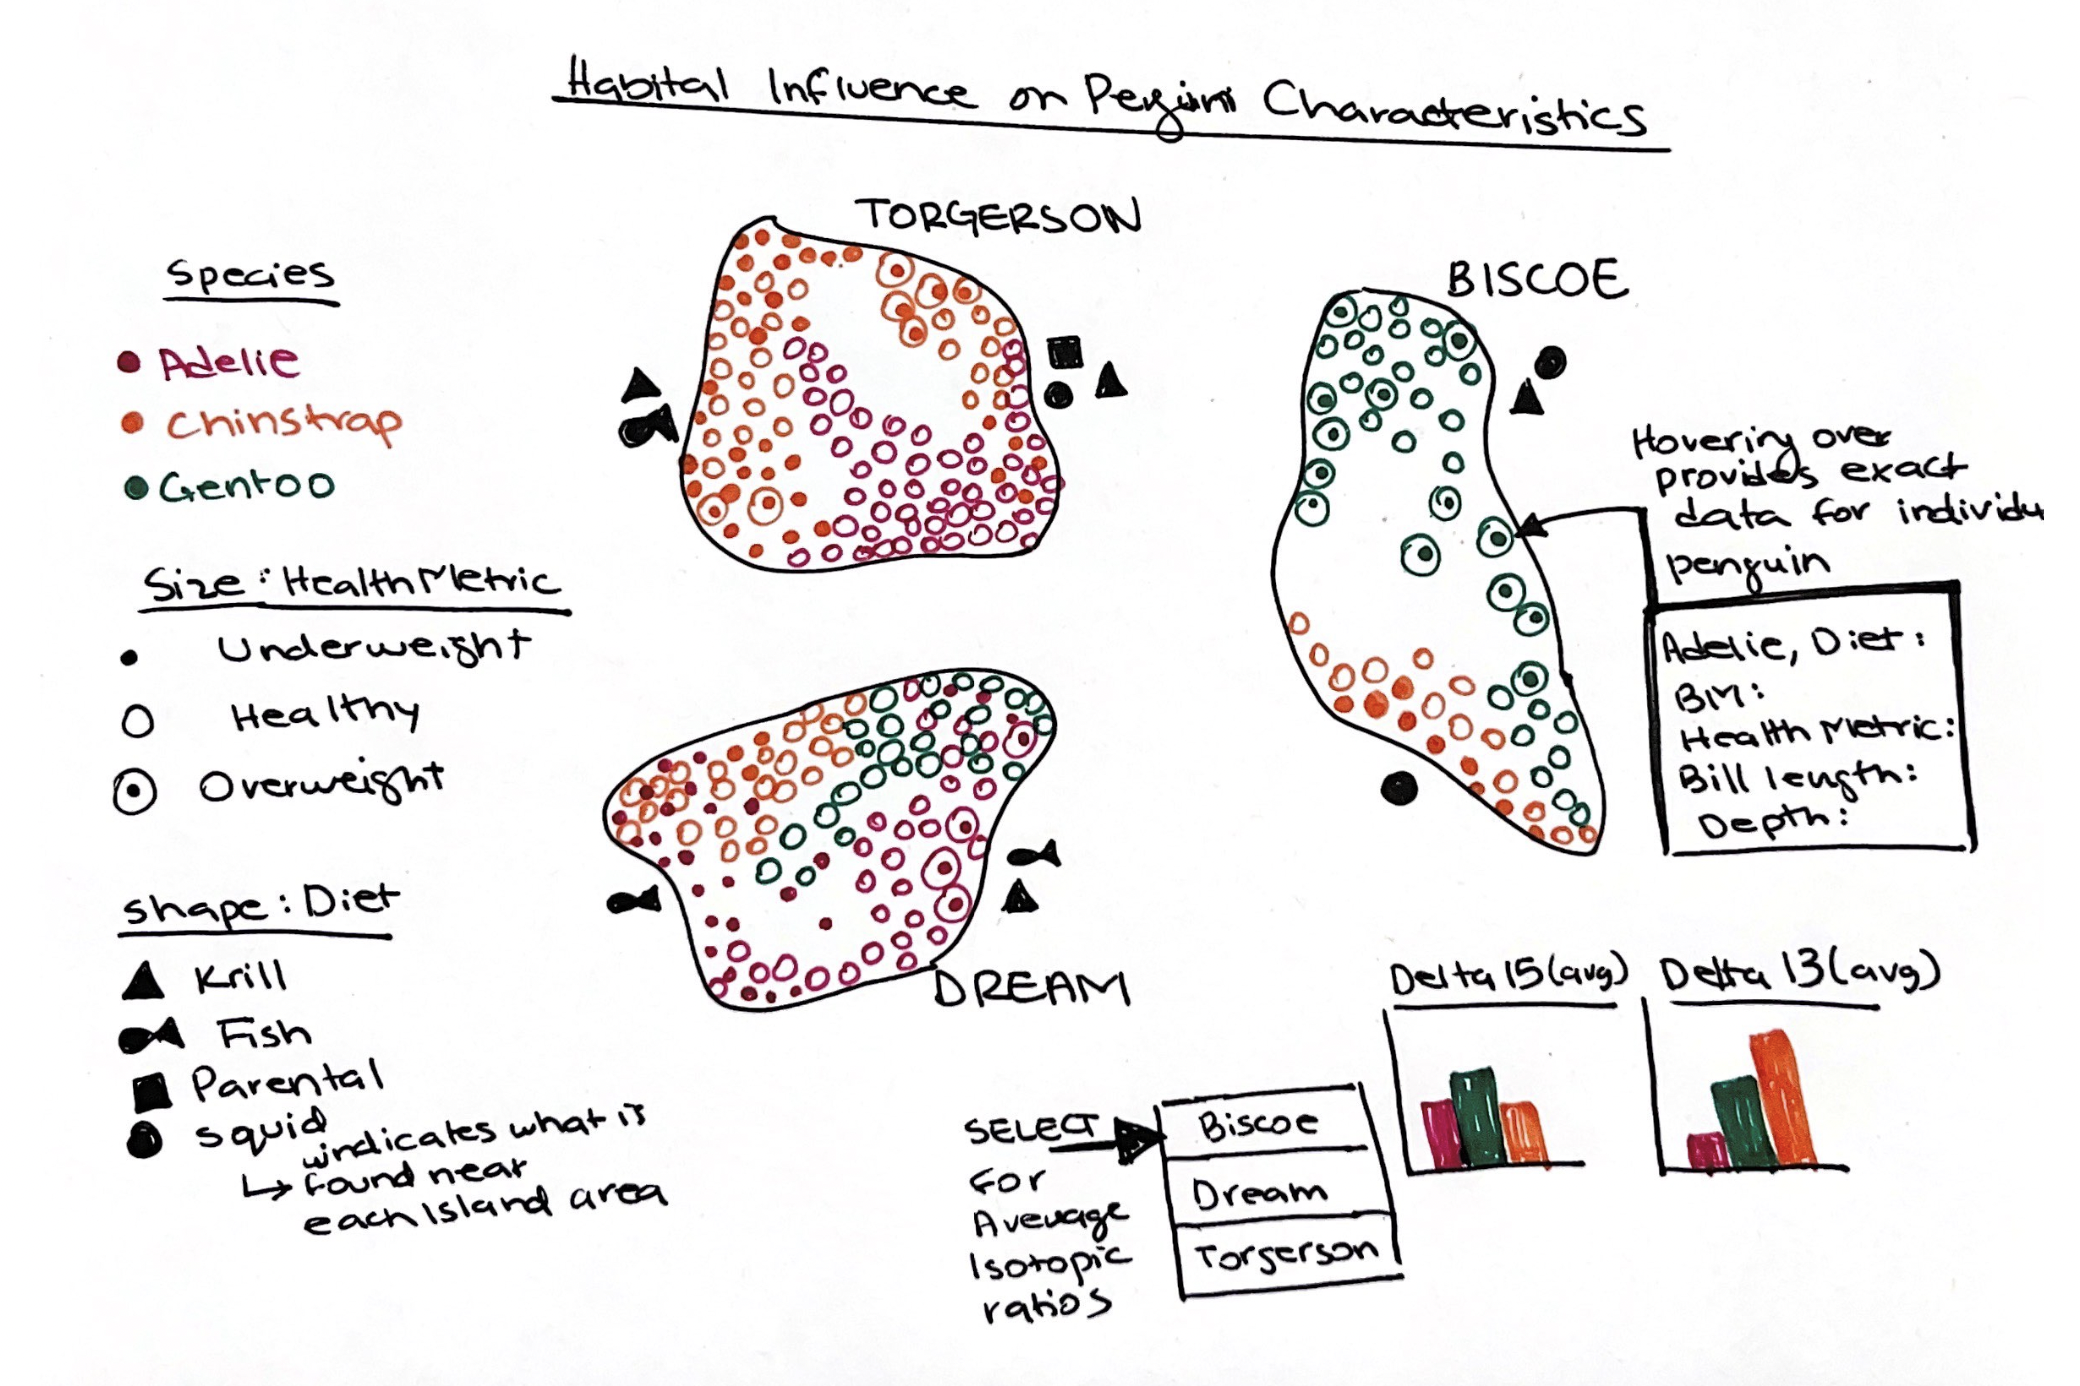 Habital Influence on Penguin Characteristics
Species
Adelie
Chinstrap
Gentoo
Size: Health Metric
Underweight
Healthy
Overweight
Shape: Diet
Krill
Fish
Parental
Squid
indicates what is
↳ found near
each island area
TORGERSON
BISCOE
DREAM
Hovering over
provides exact
data for individu
penguin
Adelie, Diet:
BM:
Health Metric:
Bill length:
Depth:
SELECT
For
Average
Isotopic
ratios
Biscoe
Dream
Torgerson
Delta 15 (avg)
Delta 13 (avg)